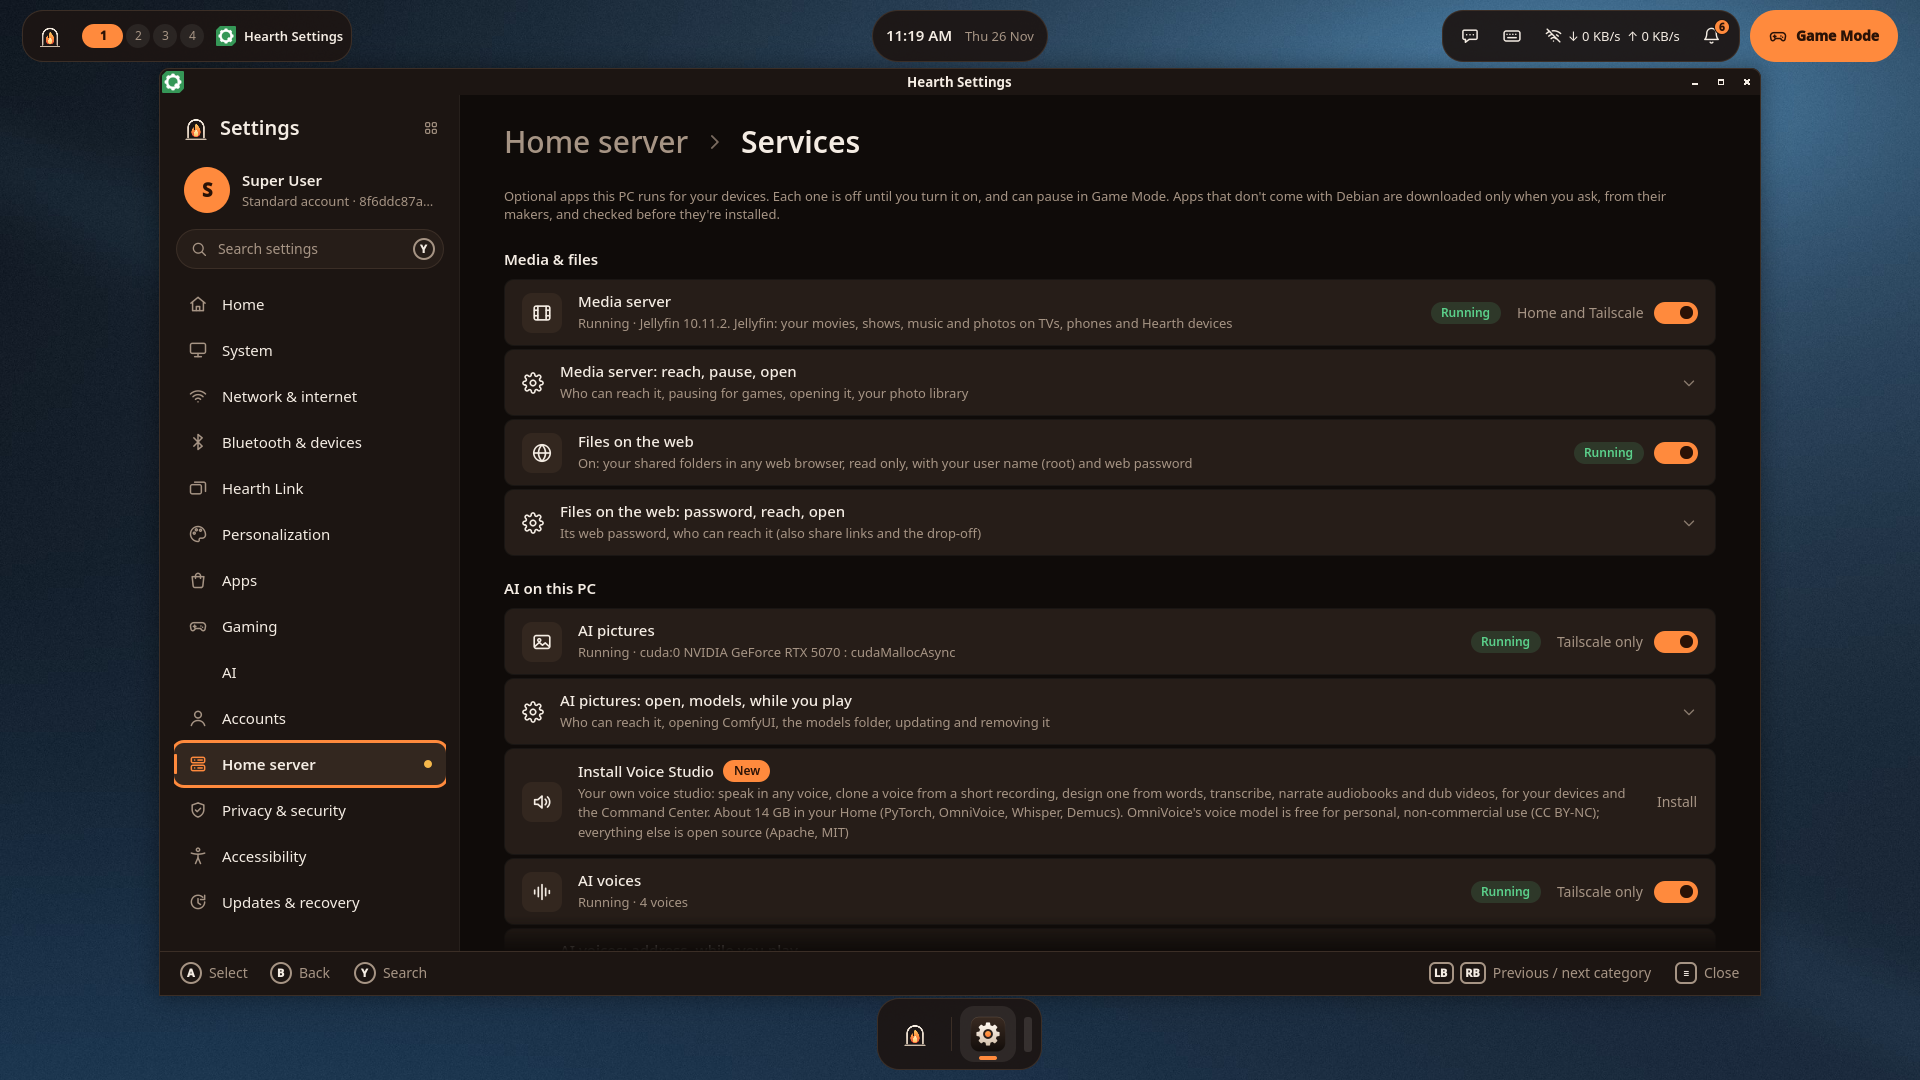 1 2 3 4 Hearth Settings
11:19 AM Thu 26 Nov
↓ 0 KB/s ↑ 0 KB/s
6
Game Mode
Hearth Settings
Settings
S
Super User
Standard account · 8f6ddc87a...
Search settings
Y
Home
System
Network & internet
Bluetooth & devices
Hearth Link
Personalization
Apps
Gaming
AI
Accounts
Home server
Privacy & security
Accessibility
Updates & recovery
Home server > Services
Optional apps this PC runs for your devices. Each one is off until you turn it on, and can pause in Game Mode. Apps that don't come with Debian are downloaded only when you ask, from their
makers, and checked before they're installed.
Media & files
Media server
Running · Jellyfin 10.11.2. Jellyfin: your movies, shows, music and photos on TVs, phones and Hearth devices
Running
Home and Tailscale
Media server: reach, pause, open
Who can reach it, pausing for games, opening it, your photo library
Files on the web
On: your shared folders in any web browser, read only, with your user name (root) and web password
Running
Files on the web: password, reach, open
Its web password, who can reach it (also share links and the drop-off)
AI on this PC
AI pictures
Running · cuda:0 NVIDIA GeForce RTX 5070 : cudaMallocAsync
Running
Tailscale only
AI pictures: open, models, while you play
Who can reach it, opening ComfyUI, the models folder, updating and removing it
Install Voice Studio New
Your own voice studio: speak in any voice, clone a voice from a short recording, design one from words, transcribe, narrate audiobooks and dub videos, for your devices and
the Command Center. About 14 GB in your Home (PyTorch, OmniVoice, Whisper, Demucs). OmniVoice's voice model is free for personal, non-commercial use (CC BY-NC);
everything else is open source (Apache, MIT)
Install
AI voices
Running · 4 voices
Running
Tailscale only
A Select B Back Y Search
LB RB Previous / next category ≡ Close